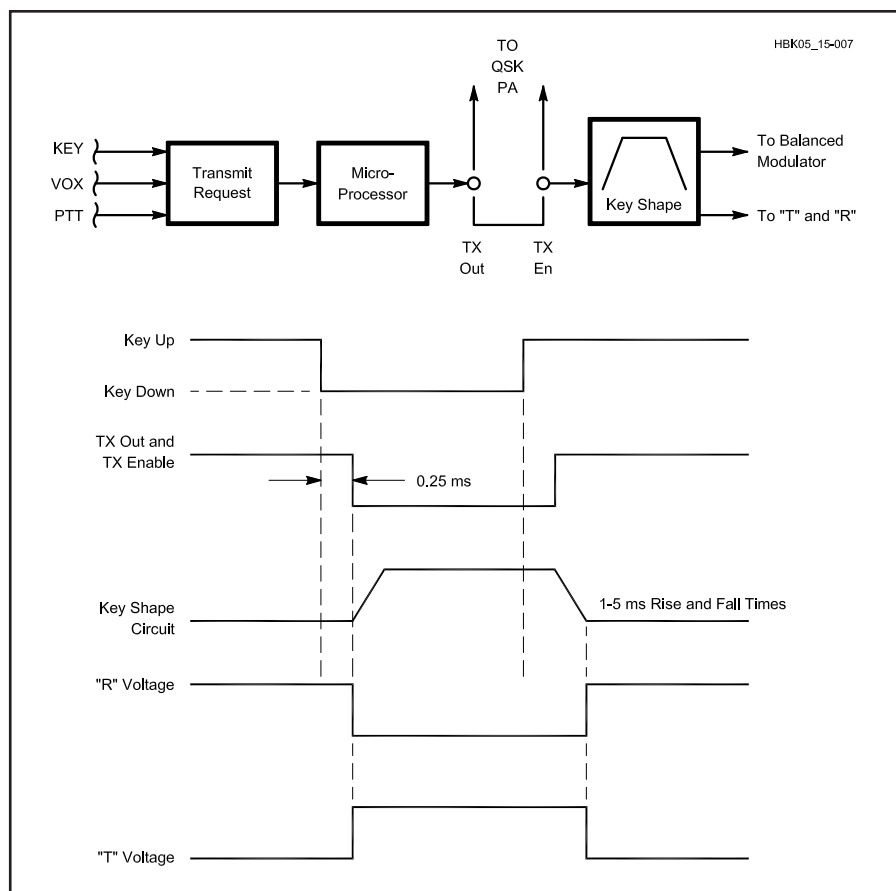 HBK05_15-007
TO
QSK
PA
KEY
VOX
PTT
Transmit
Request
Micro-
Processor
Key Shape
To Balanced
Modulator
To "T" and "R"
TX
Out
TX
En
Key Up
Key Down
TX Out and
TX Enable
0.25 ms
Key Shape
Circuit
1-5 ms Rise and Fall Times
"R" Voltage
"T" Voltage